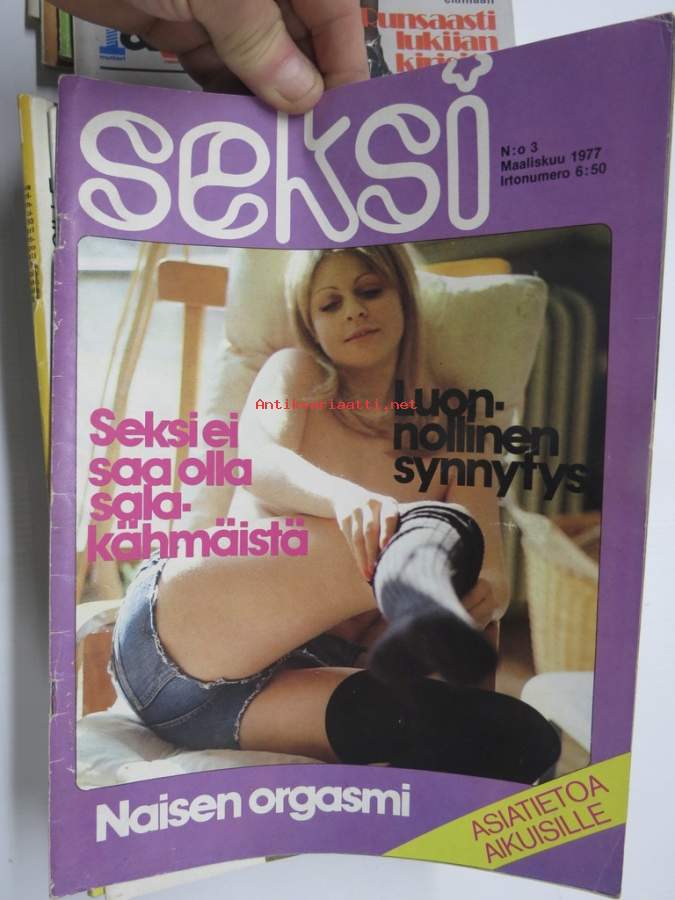 elämään
Runsaasti
lukijan
seksi
N:o 3
Maaliskuu 1977
Irtonumero 6:50
Antikvariaatti.net
Luon-
nollinen
synnytys
Seksi ei
saa olla
sala-
kähmäistä
Naisen orgasmi
ASIATIETOA
AIKUISILLE